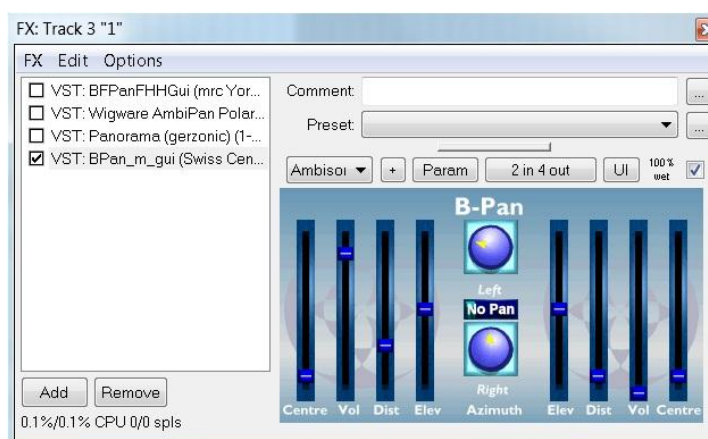 FX: Track 3 "1"
FX Edit Options
VST: BFPanFHHGui (mrc Yor...
VST: Wigware AmbiPan Polar...
VST: Panorama (gerzonic) (1-...
VST: BPan_m_gui (Swiss Cen...
Add Remove
0.1%/0.1% CPU 0/0 spls
Comment: ...
Preset: ...
Ambisoı + Param 2 in 4 out UI 100% wet
B-Pan
Left
No Pan
Right
Centre Vol Dist Elev Azimuth Elev Dist Vol Centre